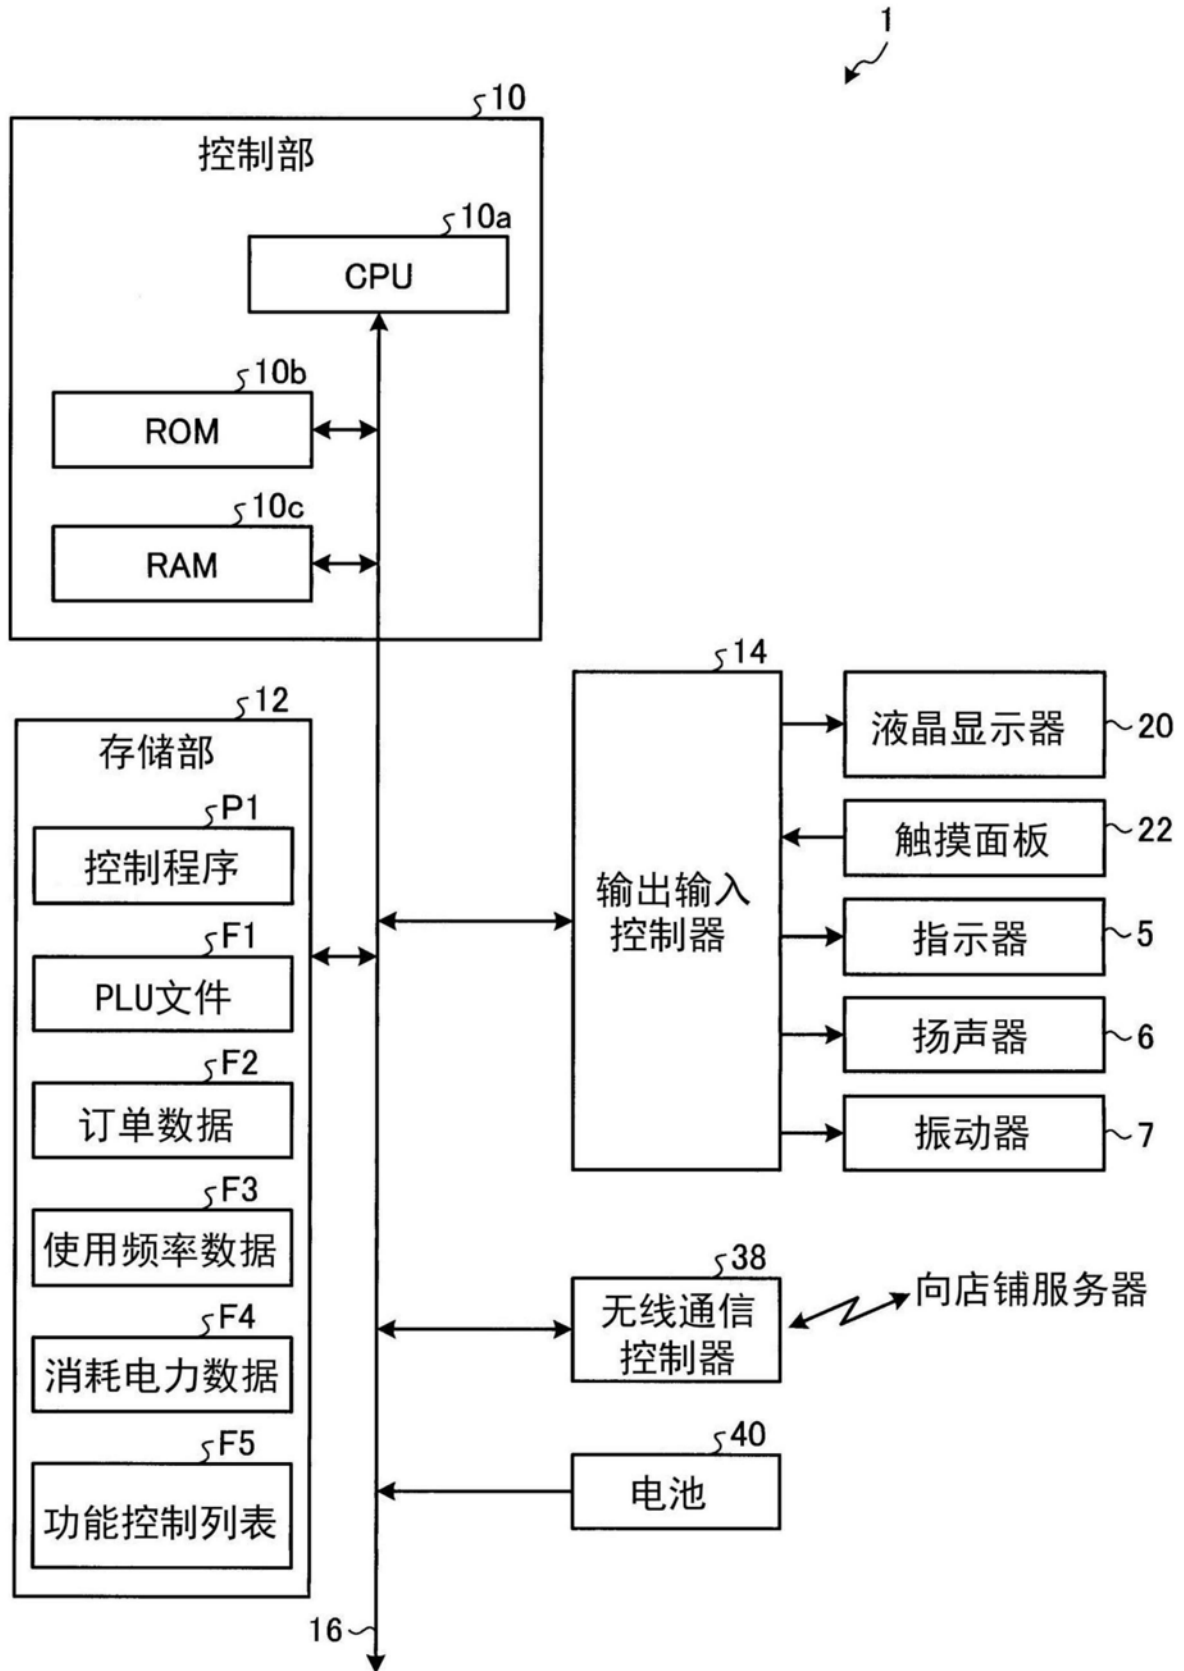 1
10
控制部
10a
CPU
10b
ROM
10c
RAM
12
存储部
P1
控制程序
F1
PLU文件
F2
订单数据
F3
使用频率数据
F4
消耗电力数据
F5
功能控制列表
14
输出输入
控制器
液晶显示器
20
触摸面板
22
指示器
5
扬声器
6
振动器
7
38
无线通信
控制器
向店铺服务器
40
电池
16